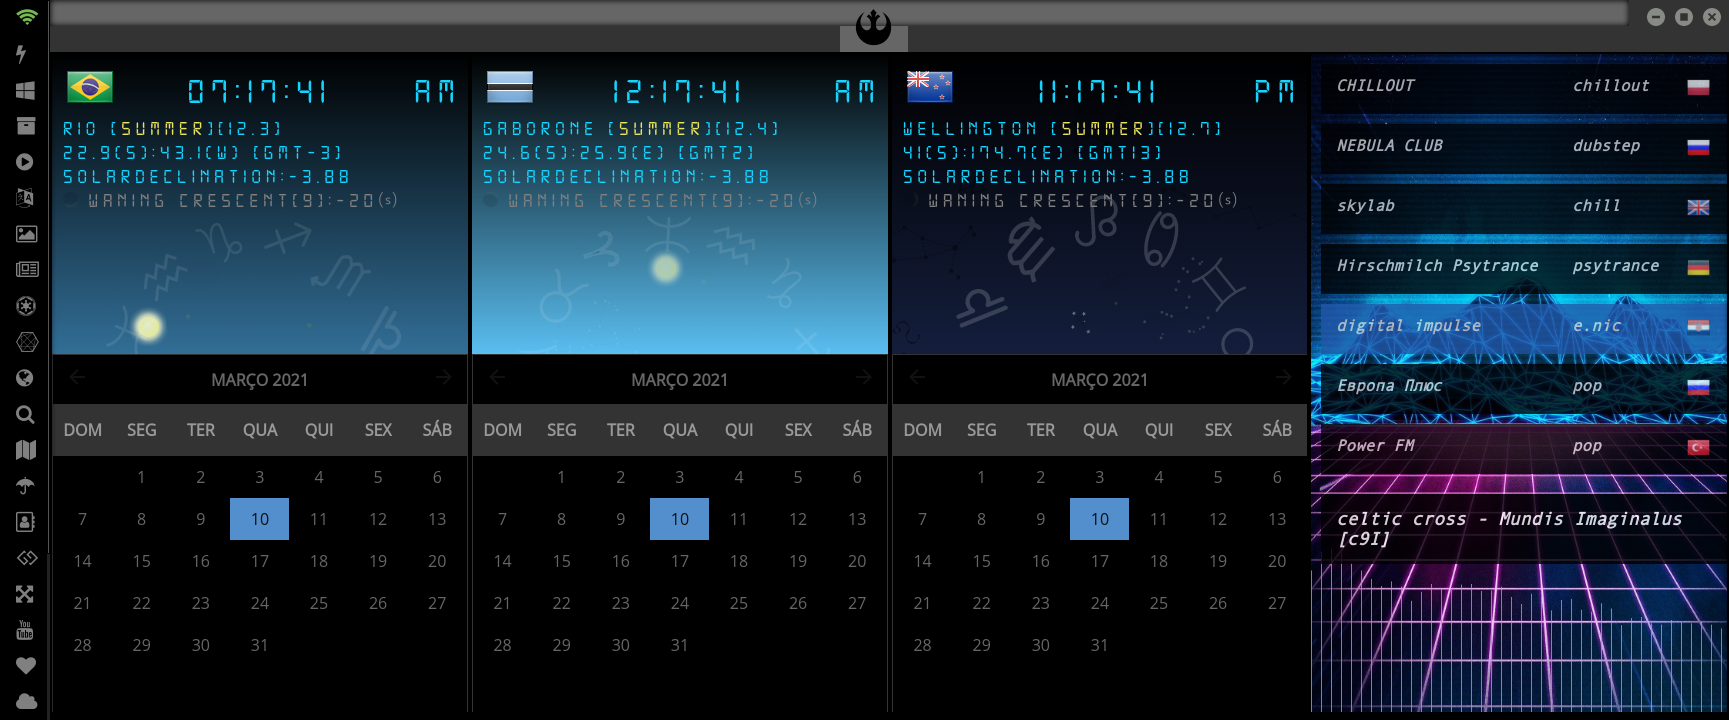 07:17:41 AM
RIO [SUMMER][12.3]
22.9(S):43.1(W) [GMT-3]
SOLARDECLINATION:-3.88
WANING CRESCENT[9]:-20(s)
MARÇO 2021
DOM SEG TER QUA QUI SEX SÁB
1 2 3 4 5 6
7 8 9 10 11 12 13
14 15 16 17 18 19 20
21 22 23 24 25 26 27
28 29 30 31
12:17:41 AM
GABORONE [SUMMER][12.4]
24.6(S):25.9(E) [GMT2]
SOLARDECLINATION:-3.88
WANING CRESCENT[9]:-20(s)
MARÇO 2021
DOM SEG TER QUA QUI SEX SÁB
1 2 3 4 5 6
7 8 9 10 11 12 13
14 15 16 17 18 19 20
21 22 23 24 25 26 27
28 29 30 31
11:17:41 PM
WELLINGTON [SUMMER][12.7]
41(S):174.7(E) [GMT13]
SOLARDECLINATION:-3.88
WANING CRESCENT[9]:-20(s)
MARÇO 2021
DOM SEG TER QUA QUI SEX SÁB
1 2 3 4 5 6
7 8 9 10 11 12 13
14 15 16 17 18 19 20
21 22 23 24 25 26 27
28 29 30 31
CHILLOUT chillout
NEBULA CLUB dubstep
skylab chill
Hirschmilch Psytrance psytrance
digital impulse e.nic
Европа Плюс pop
Power FM pop
celtic cross - Mundis Imaginalus
[c9I]
You
Tube